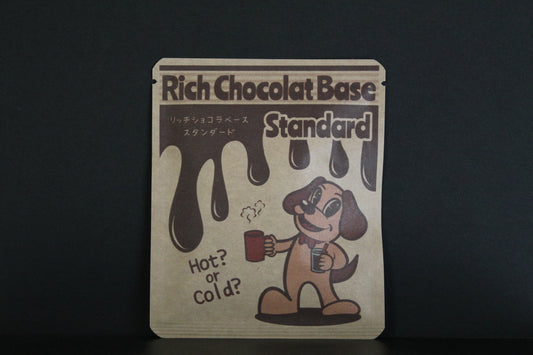 Rich Chocolat Base
リッチショコラベース
スタンダード
Standard
Hot?
or
Cold?